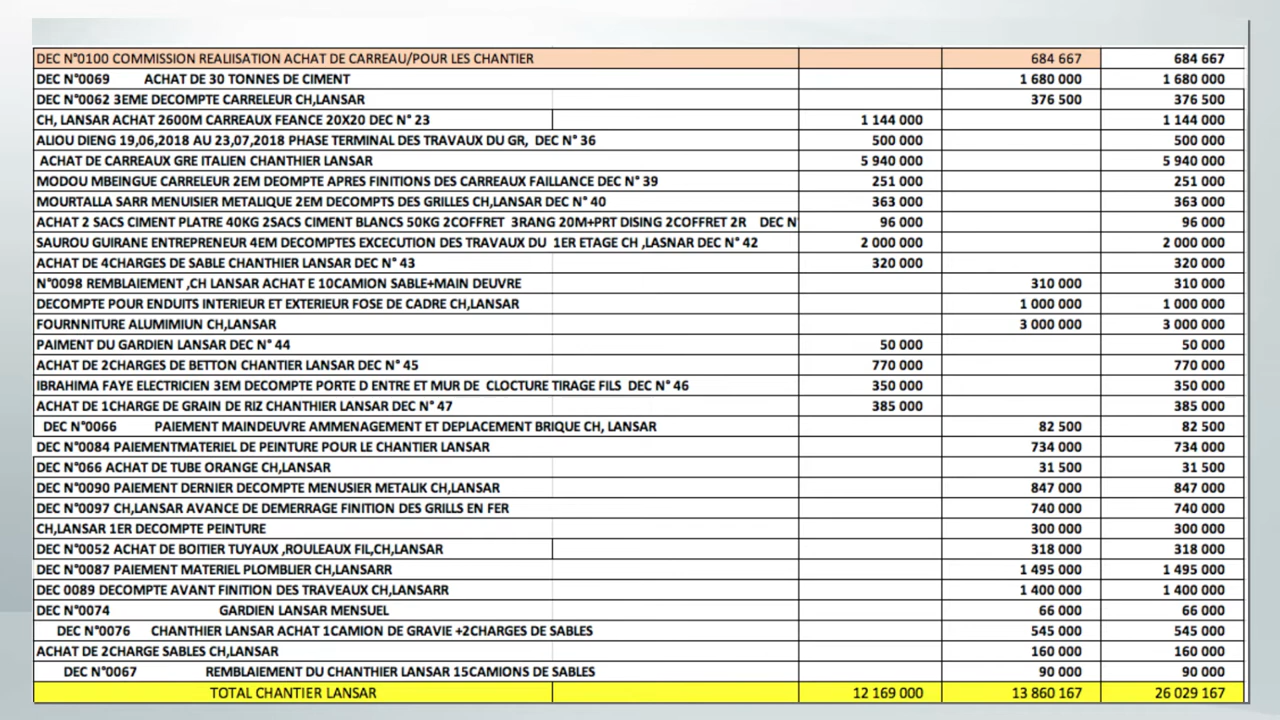 DEC N°0100 COMMISSION REALIISATION ACHAT DE CARREAU/POUR LES CHANTIER 684 667 684 667
DEC N°0069 ACHAT DE 30 TONNES DE CIMENT 1 680 000 1 680 000
DEC N°0062 3EME DECOMPTE CARRELEUR CH,LANSAR 376 500 376 500
CH, LANSAR ACHAT 2600M CARREAUX FEANCE 20X20 DEC N° 23 1 144 000 1 144 000
ALIOU DIENG 19,06,2018 AU 23,07,2018 PHASE TERMINAL DES TRAVAUX DU GR, DEC N° 36 500 000 500 000
ACHAT DE CARREAUX GRE ITALIEN CHANTHIER LANSAR 5 940 000 5 940 000
MODOU MBEINGUE CARRELEUR 2EM DEOMPTE APRES FINITIONS DES CARREAUX FAILLANCE DEC N° 39 251 000 251 000
MOURTALLA SARR MENUISIER METALIQUE 2EM DECOMPTS DES GRILLES CH,LANSAR DEC N° 40 363 000 363 000
ACHAT 2 SACS CIMENT PLATRE 40KG 2SACS CIMENT BLANCS 50KG 2COFFRET 3RANG 20M+PRT DISING 2COFFRET 2R DEC N° 96 000 96 000
SAUROU GUIRANE ENTREPRENEUR 4EM DECOMPTES EXCECUTION DES TRAVAUX DU 1ER ETAGE CH ,LASNAR DEC N° 42 2 000 000 2 000 000
ACHAT DE 4CHARGES DE SABLE CHANTHIER LANSAR DEC N° 43 320 000 320 000
N°0098 REMBLAIEMENT ,CH LANSAR ACHAT E 10CAMION SABLE+MAIN DEUVRE 310 000 310 000
DECOMPTE POUR ENDUITS INTERIEUR ET EXTERIEUR FOSE DE CADRE CH,LANSAR 1 000 000 1 000 000
FOURNNITURE ALUMIMIUN CH,LANSAR 3 000 000 3 000 000
PAIMENT DU GARDIEN LANSAR DEC N° 44 50 000 50 000
ACHAT DE 2CHARGES DE BETTON CHANTIER LANSAR DEC N° 45 770 000 770 000
IBRAHIMA FAYE ELECTRICIEN 3EM DECOMPTE PORTE D ENTRE ET MUR DE CLOCTURE TIRAGE FILS DEC N° 46 350 000 350 000
ACHAT DE 1CHARGE DE GRAIN DE RIZ CHANTHIER LANSAR DEC N° 47 385 000 385 000
DEC N°0066 PAIEMENT MAINDEUVRE AMMENAGEMENT ET DEPLACEMENT BRIQUE CH, LANSAR 82 500 82 500
DEC N°0084 PAIEMENTMATERIEL DE PEINTURE POUR LE CHANTIER LANSAR 734 000 734 000
DEC N°066 ACHAT DE TUBE ORANGE CH,LANSAR 31 500 31 500
DEC N°0090 PAIEMENT DERNIER DECOMPTE MENUSIER METALIK CH,LANSAR 847 000 847 000
DEC N°0097 CH,LANSAR AVANCE DE DEMERRAGE FINITION DES GRILLS EN FER 740 000 740 000
CH,LANSAR 1ER DECOMPTE PEINTURE 300 000 300 000
DEC N°0052 ACHAT DE BOITIER TUYAUX ,ROULEAUX FIL,CH,LANSAR 318 000 318 000
DEC N°0087 PAIEMENT MATERIEL PLOMBLIER CH,LANSARR 1 495 000 1 495 000
DEC 0089 DECOMPTE AVANT FINITION DES TRAVEAUX CH,LANSARR 1 400 000 1 400 000
DEC N°0074 GARDIEN LANSAR MENSUEL 66 000 66 000
DEC N°0076 CHANTHIER LANSAR ACHAT 1CAMION DE GRAVIE +2CHARGES DE SABLES 545 000 545 000
ACHAT DE 2CHARGE SABLES CH,LANSAR 160 000 160 000
DEC N°0067 REMBLAIEMENT DU CHANTHIER LANSAR 15CAMIONS DE SABLES 90 000 90 000
TOTAL CHANTIER LANSAR 12 169 000 13 860 167 26 029 167